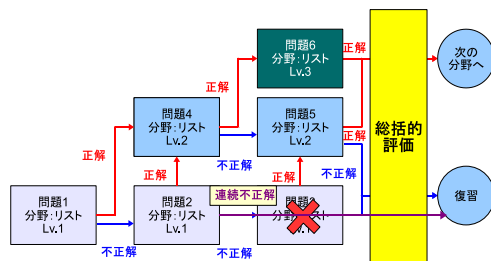 問題6
分野:リスト
Lv.3
正解
次の
分野へ
正解
問題4
分野:リスト
Lv.2
問題5
分野:リスト
Lv.2
不正解
正解
総括的
評価
正解
正解
連続不正解
正解
不正解
問題1
分野:リスト
Lv.1
問題2
分野:リスト
Lv.1
復習
不正解
不正解